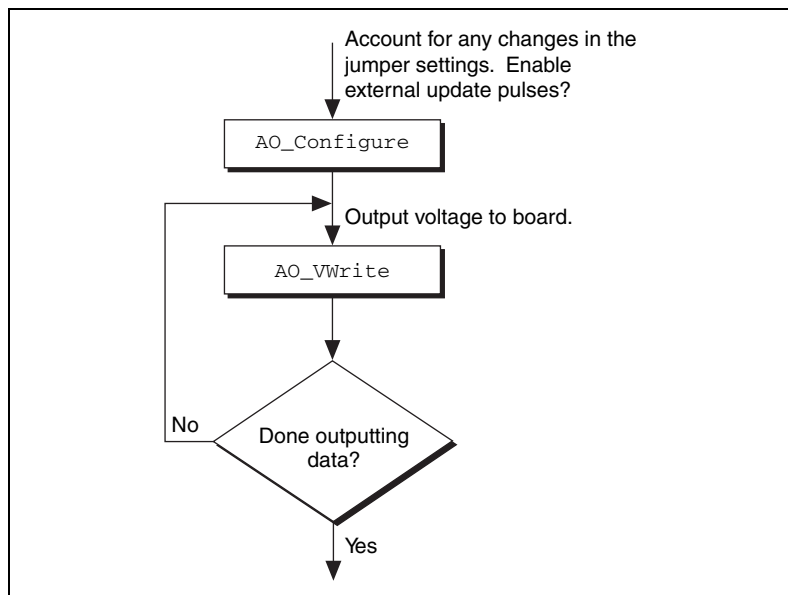 Account for any changes in the
jumper settings.  Enable
external update pulses?
AO_Configure
Output voltage to board.
AO_VWrite
No
Done outputting
data?
Yes